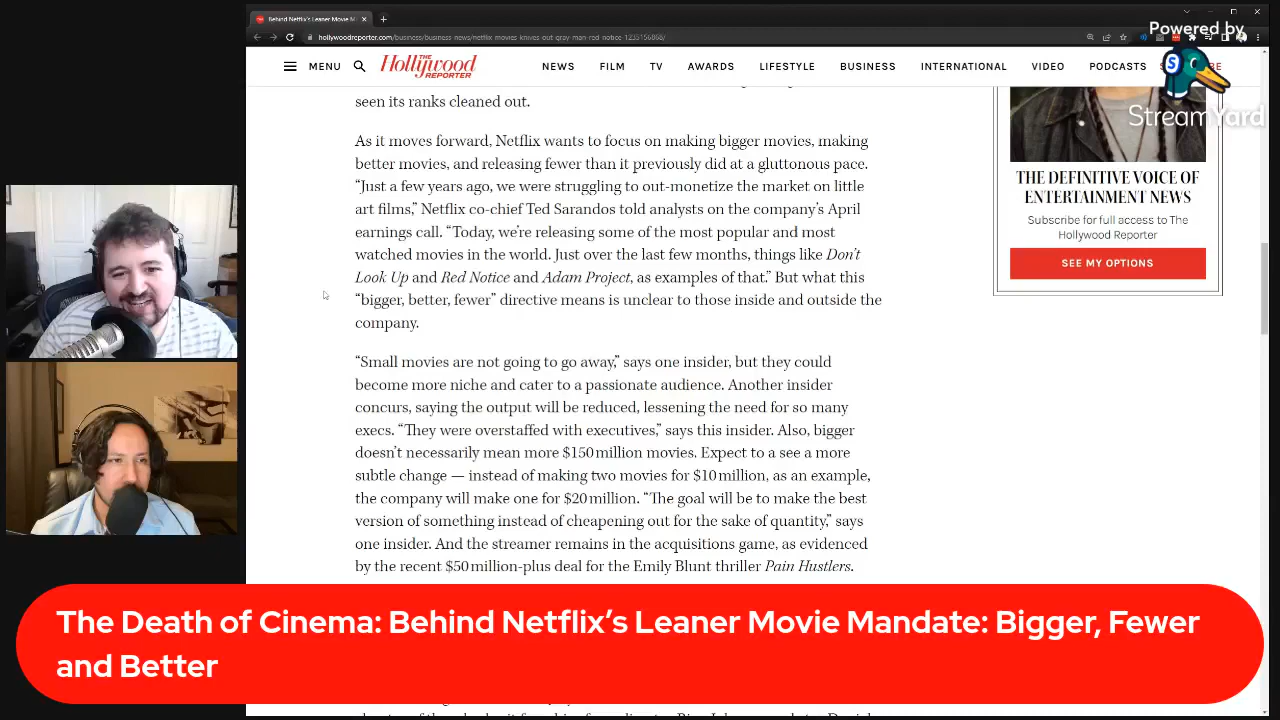 Behind Netflix's Leaner Movie M
hollywoodreporter.com/business/business-news/netflix-movies-knives-out-gray-man-red-notice-1235156868/
Powered by
StreamYard
MENU
THE
Hollywood
REPORTER
NEWS FILM TV AWARDS LIFESTYLE BUSINESS INTERNATIONAL VIDEO PODCASTS
seen its ranks cleaned out.
As it moves forward, Netflix wants to focus on making bigger movies, making
better movies, and releasing fewer than it previously did at a gluttonous pace.
“Just a few years ago, we were struggling to out-monetize the market on little
art films,” Netflix co-chief Ted Sarandos told analysts on the company’s April
earnings call. “Today, we’re releasing some of the most popular and most
watched movies in the world. Just over the last few months, things like Don’t
Look Up and Red Notice and Adam Project, as examples of that.” But what this
“bigger, better, fewer” directive means is unclear to those inside and outside the
company.
“Small movies are not going to go away,” says one insider, but they could
become more niche and cater to a passionate audience. Another insider
concurs, saying the output will be reduced, lessening the need for so many
execs. “They were overstaffed with executives,” says this insider. Also, bigger
doesn’t necessarily mean more $150 million movies. Expect to a see a more
subtle change — instead of making two movies for $10 million, as an example,
the company will make one for $20 million. “The goal will be to make the best
version of something instead of cheapening out for the sake of quantity,” says
one insider. And the streamer remains in the acquisitions game, as evidenced
by the recent $50 million-plus deal for the Emily Blunt thriller Pain Hustlers.
THE DEFINITIVE VOICE OF
ENTERTAINMENT NEWS
Subscribe for full access to The
Hollywood Reporter
SEE MY OPTIONS
The Death of Cinema: Behind Netflix’s Leaner Movie Mandate: Bigger, Fewer
and Better